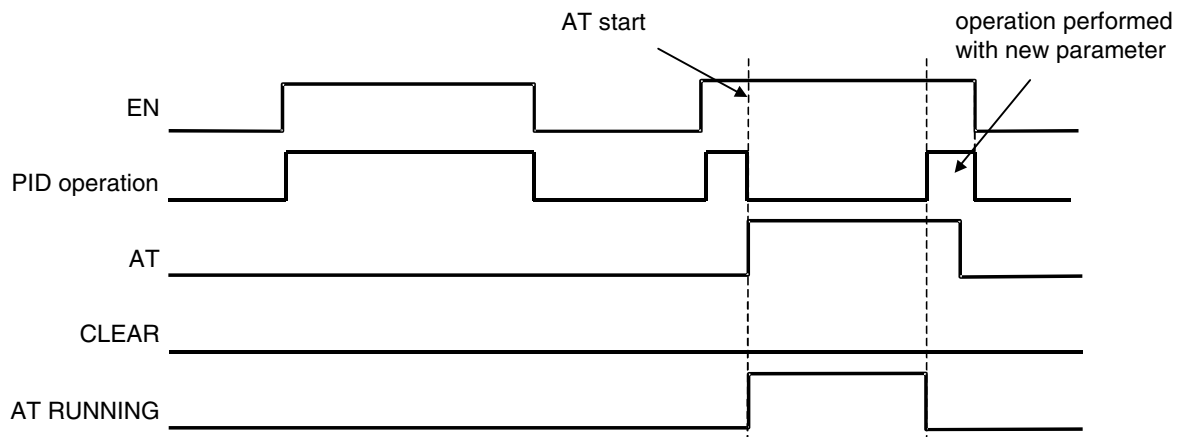 AT start
operation performed
with new parameter
EN
PID operation
AT
CLEAR
AT RUNNING